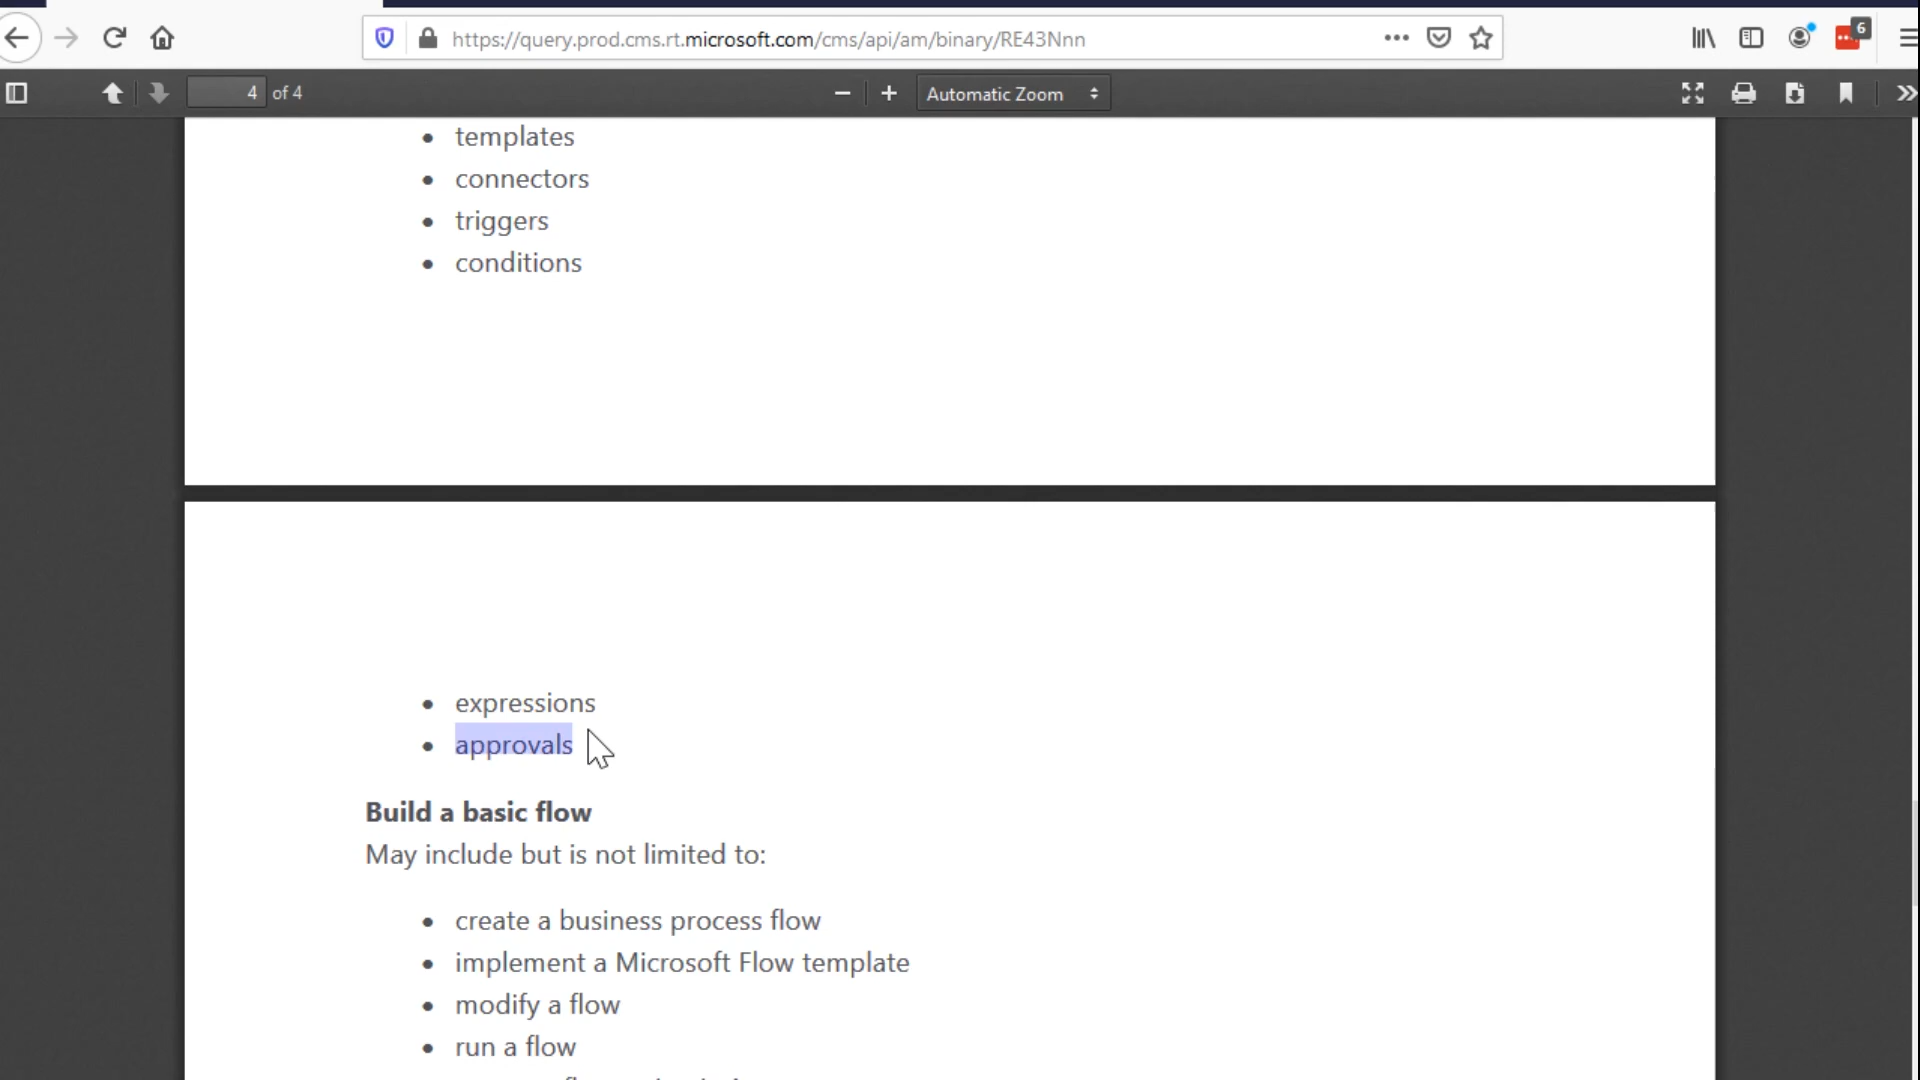 https://query.prod.cms.rt.microsoft.com/cms/api/am/binary/RE43Nnn
6
4 of 4
Automatic Zoom
• templates
• connectors
• triggers
• conditions
• expressions
• approvals
Build a basic flow
May include but is not limited to:
• create a business process flow
• implement a Microsoft Flow template
• modify a flow
• run a flow